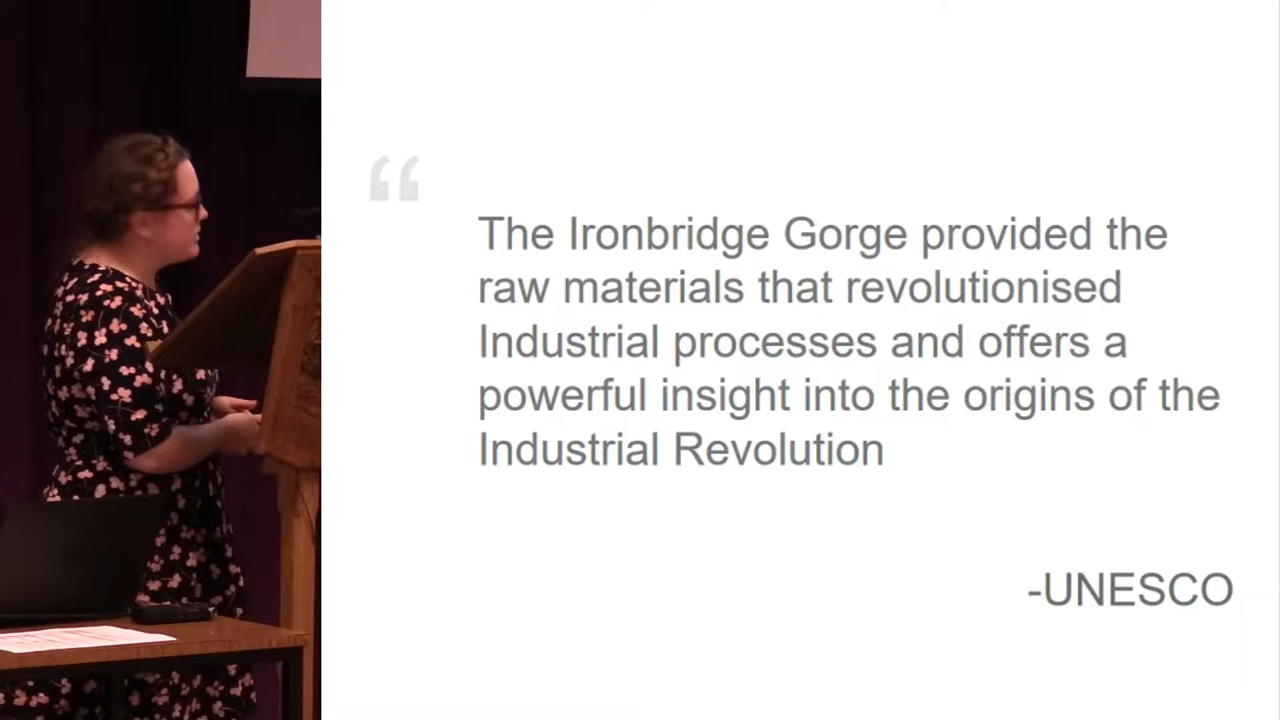 “
The Ironbridge Gorge provided the
raw materials that revolutionised
Industrial processes and offers a
powerful insight into the origins of the
Industrial Revolution
-UNESCO